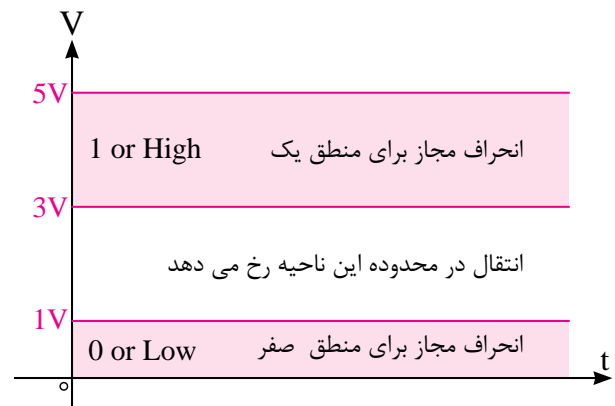 V
5V
1 or High انحراف مجاز برای منطق یک
3V
انتقال در محدوده این ناحیه رخ می دهد
1V
0 or Low انحراف مجاز برای منطق صفر
t
o